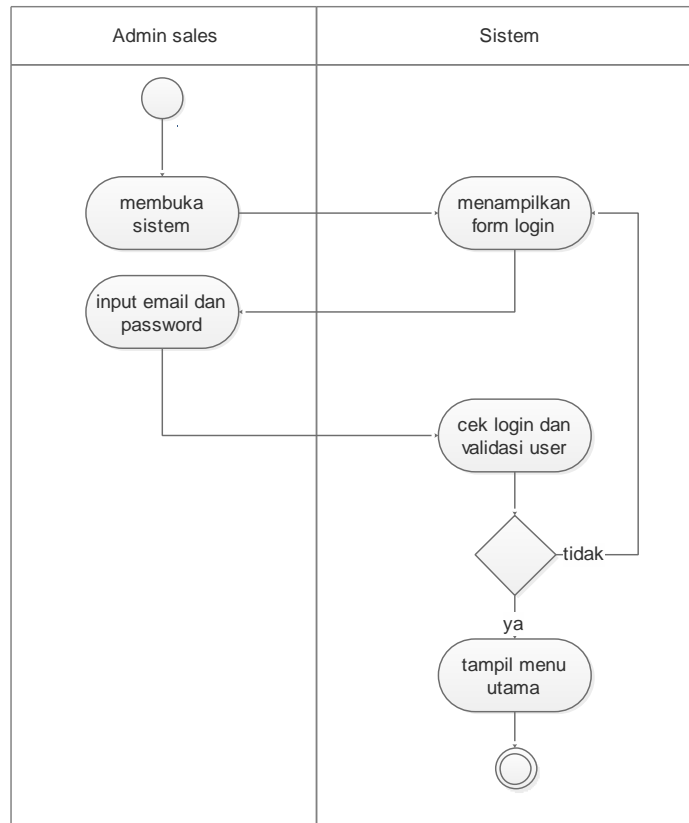 Admin sales
Sistem
membuka
sistem
menampilkan
form login
input email dan
password
cek login dan
validasi user
tidak
ya
tampil menu
utama